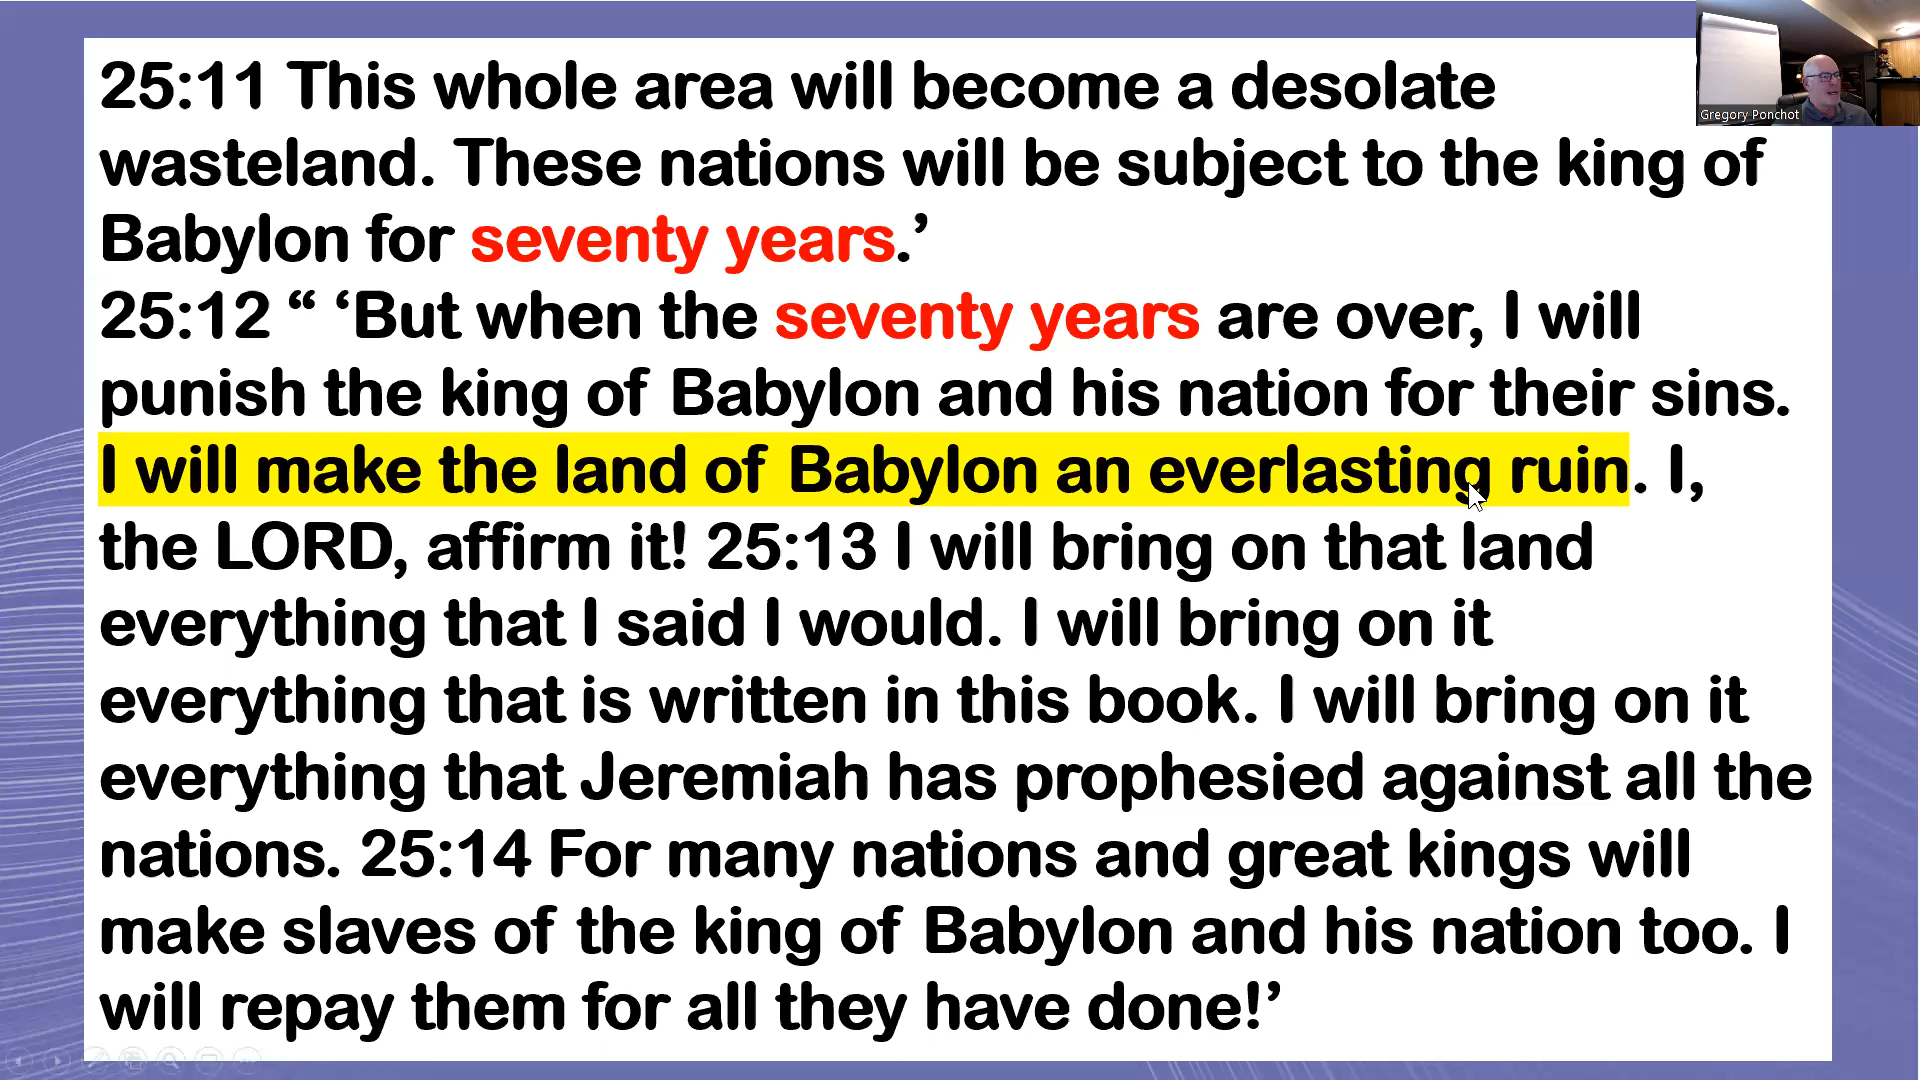 25:11 This whole area will become a desolate
wasteland. These nations will be subject to the king of
Babylon for seventy years.’
25:12 “ ‘But when the seventy years are over, I will
punish the king of Babylon and his nation for their sins.
I will make the land of Babylon an everlasting ruin. I,
the LORD, affirm it! 25:13 I will bring on that land
everything that I said I would. I will bring on it
everything that is written in this book. I will bring on it
everything that Jeremiah has prophesied against all the
nations. 25:14 For many nations and great kings will
make slaves of the king of Babylon and his nation too. I
will repay them for all they have done!’
Gregory Ponchot